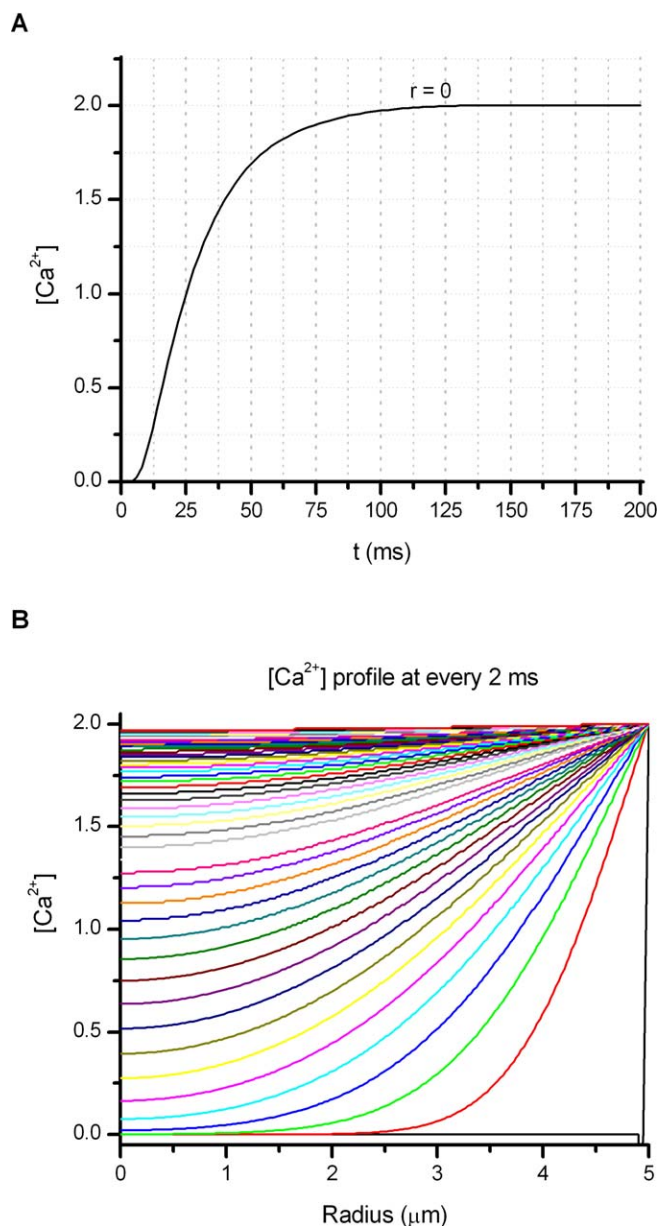 A
r = 0
2.0
1.5
1.0
0.5
0.0
[Ca²⁺]
0 25 50 75 100 125 150 175 200
t (ms)
B
[Ca²⁺] profile at every 2 ms
2.0
1.5
1.0
0.5
0.0
[Ca²⁺]
0 1 2 3 4 5
Radius (μm)